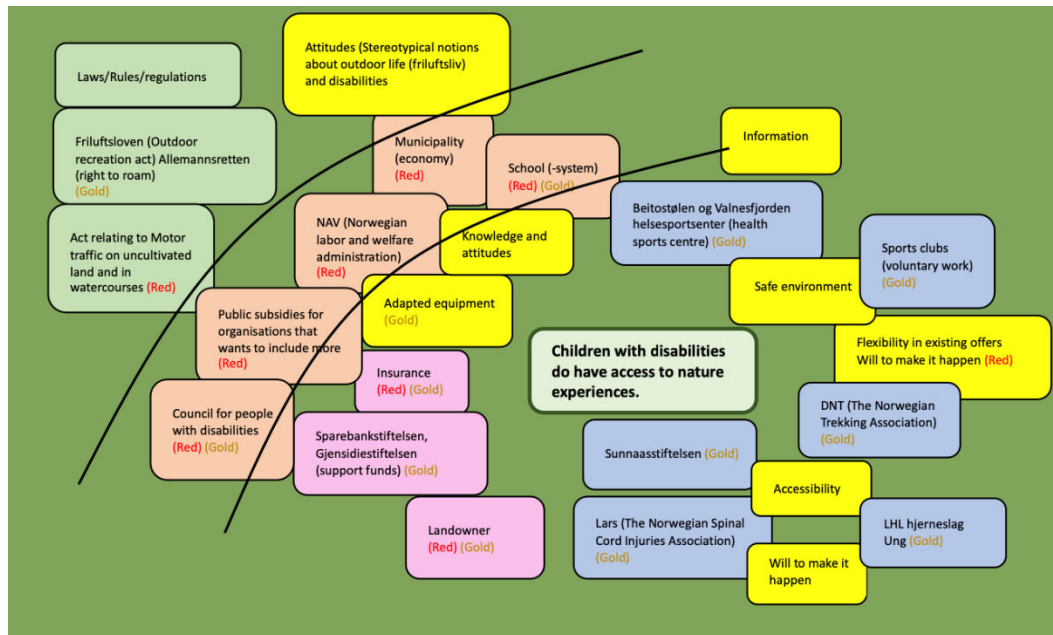 Attitudes (Stereotypical notions
about outdoor life (friluftsliv)
and disabilities
Laws/Rules/regulations
Friluftsloven (Outdoor
recreation act) Allemannsretten
(right to roam)
(Gold)
Act relating to Motor
traffic on uncultivated
land and in
watercourses (Red)
Municipality
(economy)
(Red)
School (-system)
(Red) (Gold)
Information
NAV (Norwegian
labor and welfare
administration)
(Red)
Knowledge and
attitudes
Beitostølen og Valnesfjorden
helsesportsenter (health
sports centre) (Gold)
Sports clubs
(voluntary work)
(Gold)
Safe environment
Public subsidies for
organisations that
wants to include more
(Red)
Adapted equipment
(Gold)
Flexibility in existing offers
Will to make it happen (Red)
Children with disabilities
do have access to nature
experiences.
Insurance
(Red) (Gold)
Council for people
with disabilities
(Red) (Gold)
Sparebankstiftelsen,
Gjensidiestiftelsen
(support funds) (Gold)
DNT (The Norwegian
Trekking Association)
(Gold)
Sunnaasstiftelsen (Gold)
Accessibility
Landowner
(Red) (Gold)
Lars (The Norwegian Spinal
Cord Injuries Association)
(Gold)
LHL hjerneslag
Ung (Gold)
Will to make it
happen